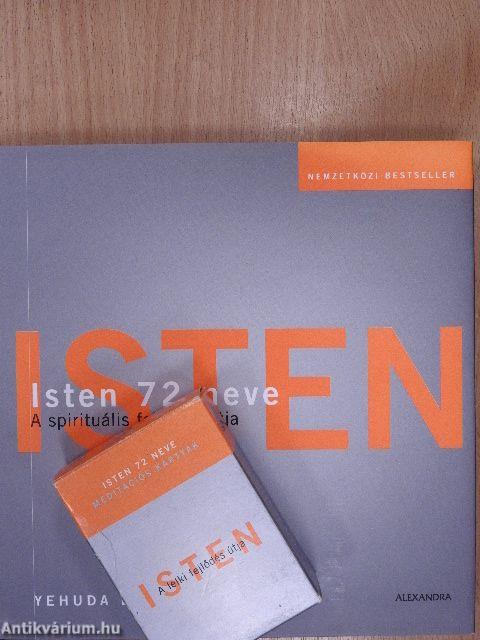 NEMZETKÖZI BESTSELLER
ISTEN
Isten 72 neve
A spirituális
YEHUDA
ALEXANDRA
ISTEN 72 NEVE
MEDITÁCIÓS KÁRTYÁK
ISTEN
A lelki fejlődés útja
Antikvárium.hu